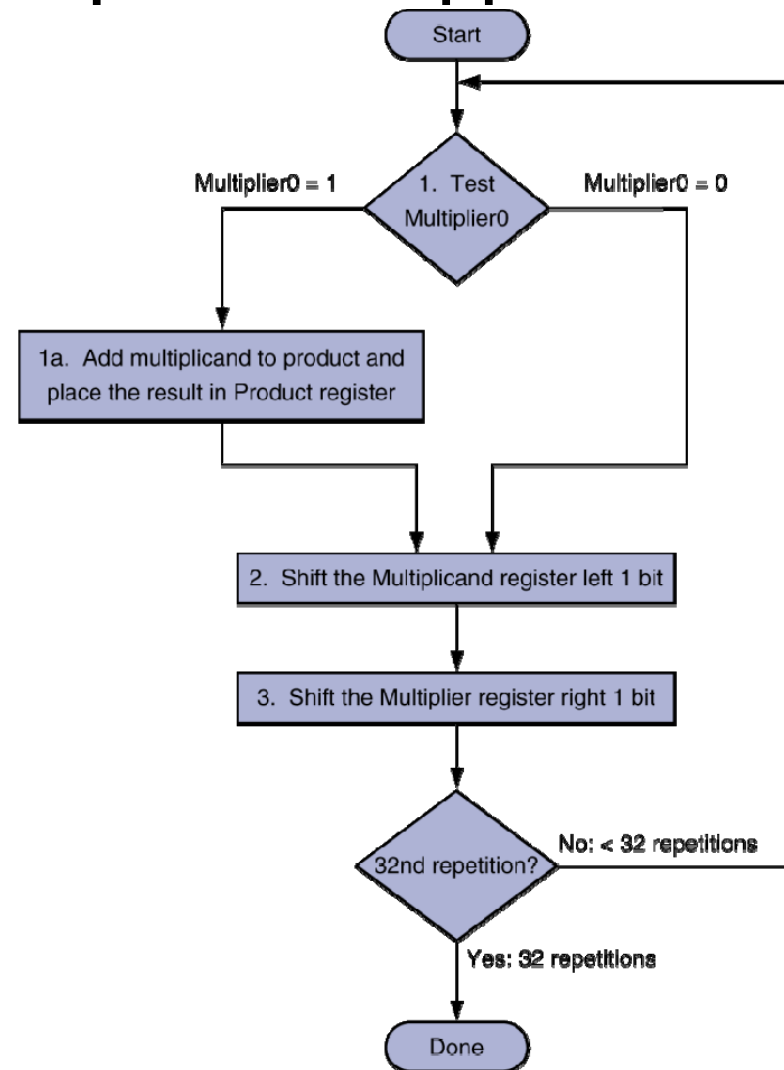 Start
Multiplier0 = 1
1. Test
Multiplier0
Multiplier0 = 0
1a. Add multiplicand to product and
place the result in Product register
2. Shift the Multiplicand register left 1 bit
3. Shift the Multiplier register right 1 bit
32nd repetition?
No: < 32 repetitions
Yes: 32 repetitions
Done